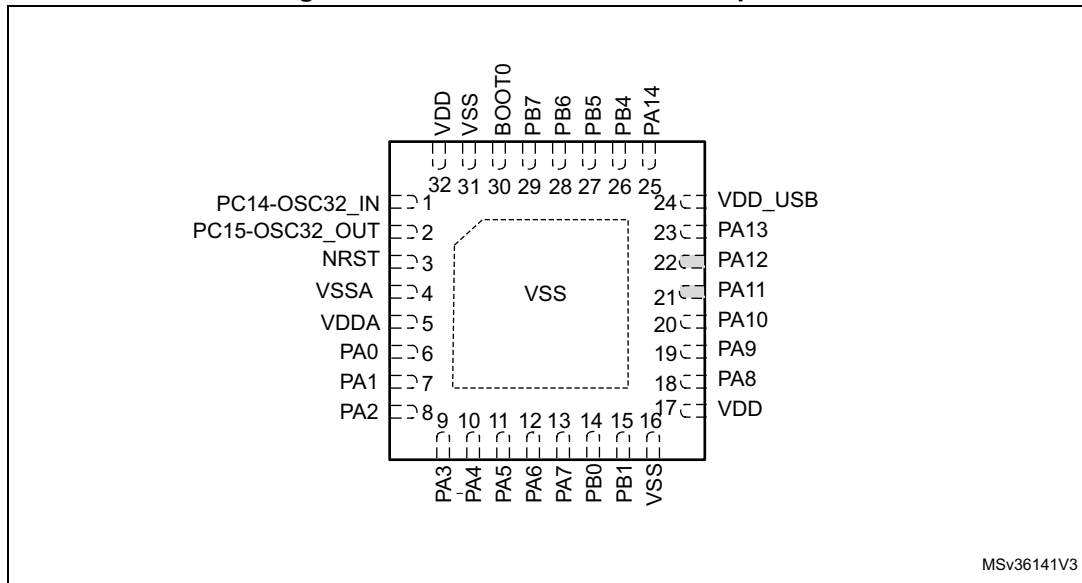 VDD
VSS
BOOT0
PB7
PB6
PB5
PB4
PA14
32 31 30 29 28 27 26 25
PC14-OSC32_IN 1
PC15-OSC32_OUT 2
NRST 3
VSSA 4
VDDA 5
PA0 6
PA1 7
PA2 8
VSS
24 VDD_USB
23 PA13
22 PA12
21 PA11
20 PA10
19 PA9
18 PA8
17 VDD
9 10 11 12 13 14 15 16
PA3
PA4
PA5
PA6
PA7
PB0
PB1
VSS
MSv36141V3